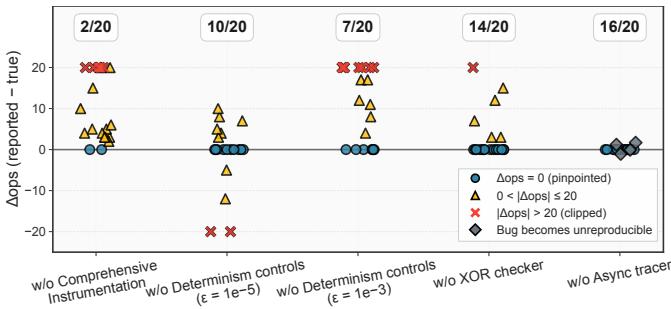 2/20
10/20
7/20
14/20
16/20
Δops (reported − true)
20
10
0
−10
−20
Δops = 0 (pinpointed)
0 < |Δops| ≤ 20
|Δops| > 20 (clipped)
Bug becomes unreproducible
w/o Comprehensive
Instrumentation
w/o Determinism controls
(ε = 1e−5)
w/o Determinism controls
(ε = 1e−3)
w/o XOR checker
w/o Async tracer